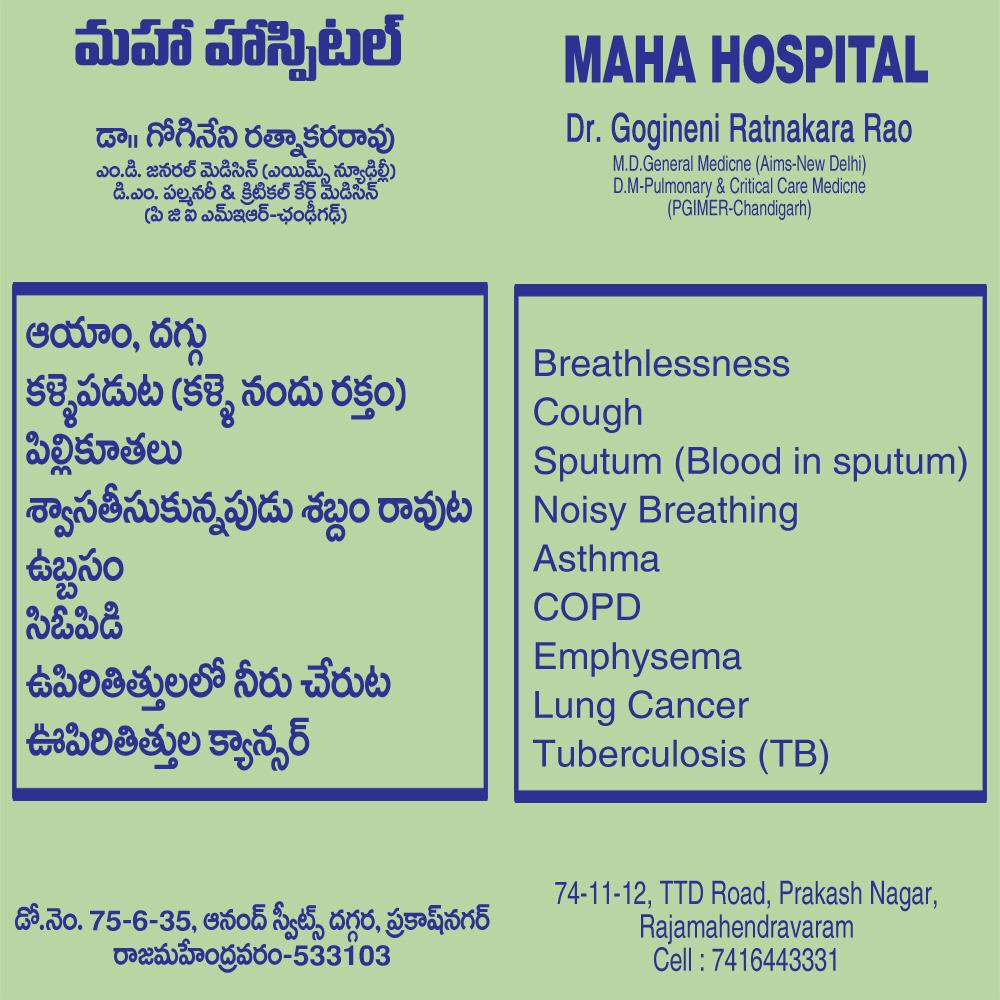 మహా హాస్పిటల్
డా॥ గోగినేని రత్నాకరరావు
ఎం.డి. జనరల్ మెడిసిన్ (ఎయిమ్స్ న్యూఢిల్లీ)
డి.ఎం. పల్మనరీ & క్రిటికల్ కేర్ మెడిసిన్
(పి జి ఐ ఎమ్ఇఆర్-ఛండీగఢ్)
ఆయాం, దగ్గు
కళ్ళెపడుట (కళ్ళె నందు రక్తం)
పిల్లికూతలు
శ్వాసతీసుకున్నపుడు శబ్దం రావుట
ఉబ్బసం
సిఓపిడి
ఉపిరితిత్తులలో నీరు చేరుట
ఊపిరితిత్తుల క్యాన్సర్
డో.నెం. 75-6-35, ఆనంద్ స్వీట్స్ దగ్గర, ప్రకాష్‌నగర్
రాజమహేంద్రవరం-533103
MAHA HOSPITAL
Dr. Gogineni Ratnakara Rao
M.D.General Medicne (Aims-New Delhi)
D.M-Pulmonary & Critical Care Medicne
(PGIMER-Chandigarh)
Breathlessness
Cough
Sputum (Blood in sputum)
Noisy Breathing
Asthma
COPD
Emphysema
Lung Cancer
Tuberculosis (TB)
74-11-12, TTD Road, Prakash Nagar,
Rajamahendravaram
Cell : 7416443331